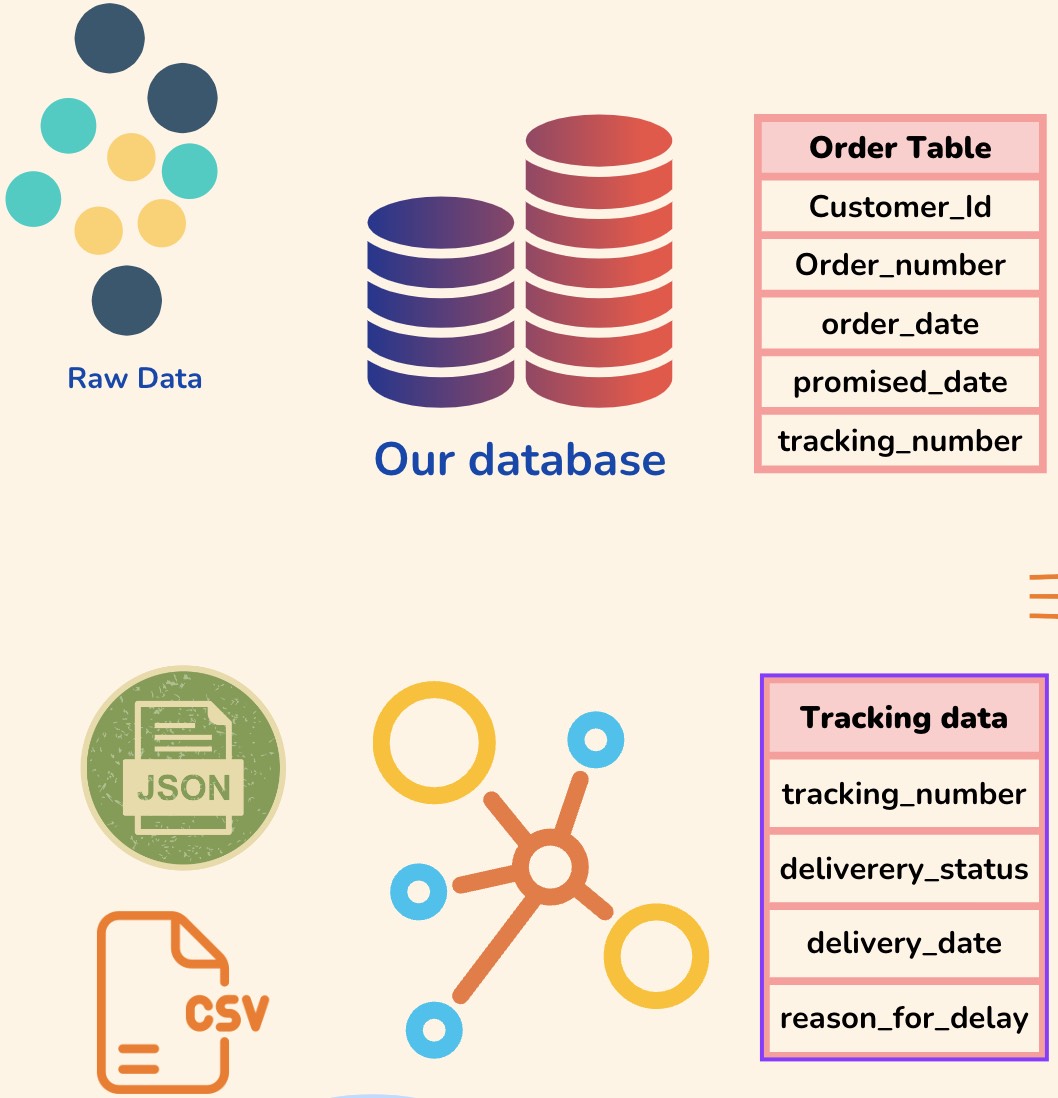 Raw Data
Our database
Order Table
Customer_Id
Order_number
order_date
promised_date
tracking_number
JSON
CSV
Tracking data
tracking_number
deliverery_status
delivery_date
reason_for_delay